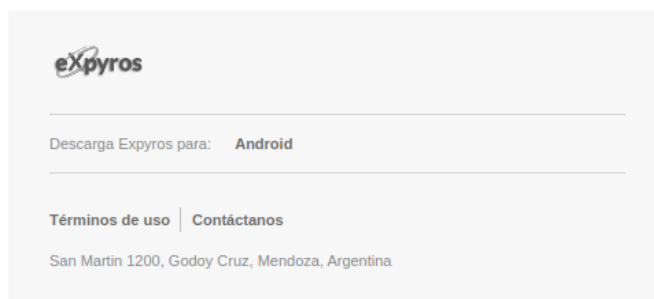 eXpyros
Descarga Expyros para: Android
Términos de uso | Contáctanos
San Martin 1200, Godoy Cruz, Mendoza, Argentina